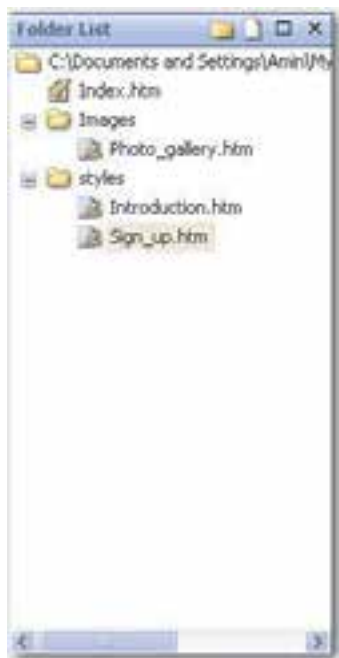 Folder List
C:\Documents and Settings\Amin\My
Index.htm
Images
Photo_gallery.htm
styles
Introduction.htm
Sign_up.htm